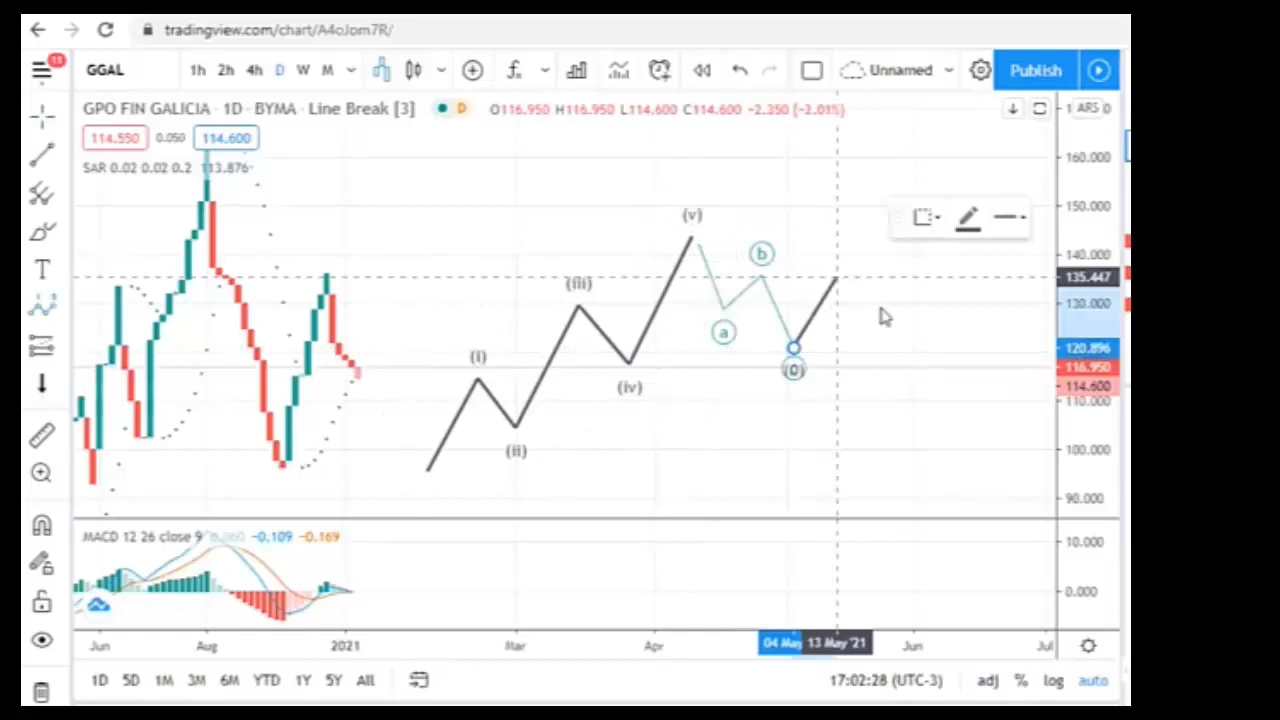 tradingview.com/chart/A4oJom7R/
GGAL 1h 2h 4h D W M Unnamed Publish
GPO FIN GALICIA · 1D · BYMA · Line Break [3] D O116.950 H116.950 L114.600 C114.600 -2.350 (-2.01%)
ARS
114.550 0.050 114.600
SAR 0.02 0.02 0.2 113.876
160.000
150.000
140.000
135.447
130.000
120.896
116.950
114.600
110.000
100.000
90.000
(i)
(ii)
(iii)
(iv)
(v)
a
b
(0)
MACD 12 26 close 9 -0.109 -0.169
10.000
0.000
Jun Aug 2021 Mar Apr 04 May 13 May '21 Jun Jul
1D 5D 1M 3M 6M YTD 1Y 5Y All 17:02:28 (UTC-3) adj % log auto